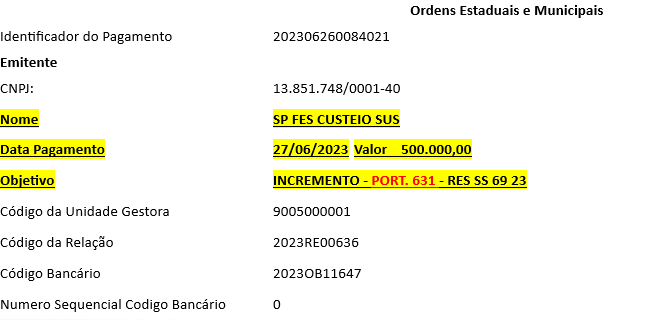 Ordens Estaduais e Municipais
Identificador do Pagamento 202306260084021
Emitente
CNPJ: 13.851.748/0001-40
Nome SP FES CUSTEIO SUS
Data Pagamento 27/06/2023 Valor 500.000,00
Objetivo INCREMENTO - PORT. 631 - RES SS 69 23
Código da Unidade Gestora 9005000001
Código da Relação 2023RE00636
Código Bancário 2023OB11647
Numero Sequencial Codigo Bancário 0